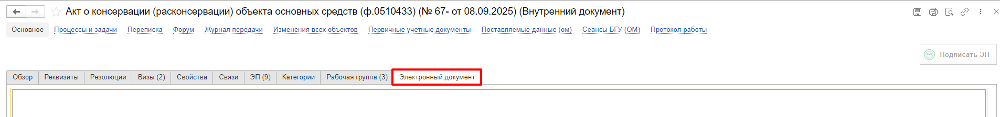 Акт о консервации (расконсервации) объекта основных средств (ф.0510433) (№ 67- от 08.09.2025) (Внутренний документ)
Основное Процессы и задачи Переписка Форум Журнал передачи Изменения всех объектов Первичные учетные документы Поставляемые данные (ом) Сеансы БГУ (ОМ) Протокол работы
Подписать ЭП
Обзор Реквизиты Резолюции Визы (2) Свойства Связи ЭП (9) Категории Рабочая группа (3) Электронный документ